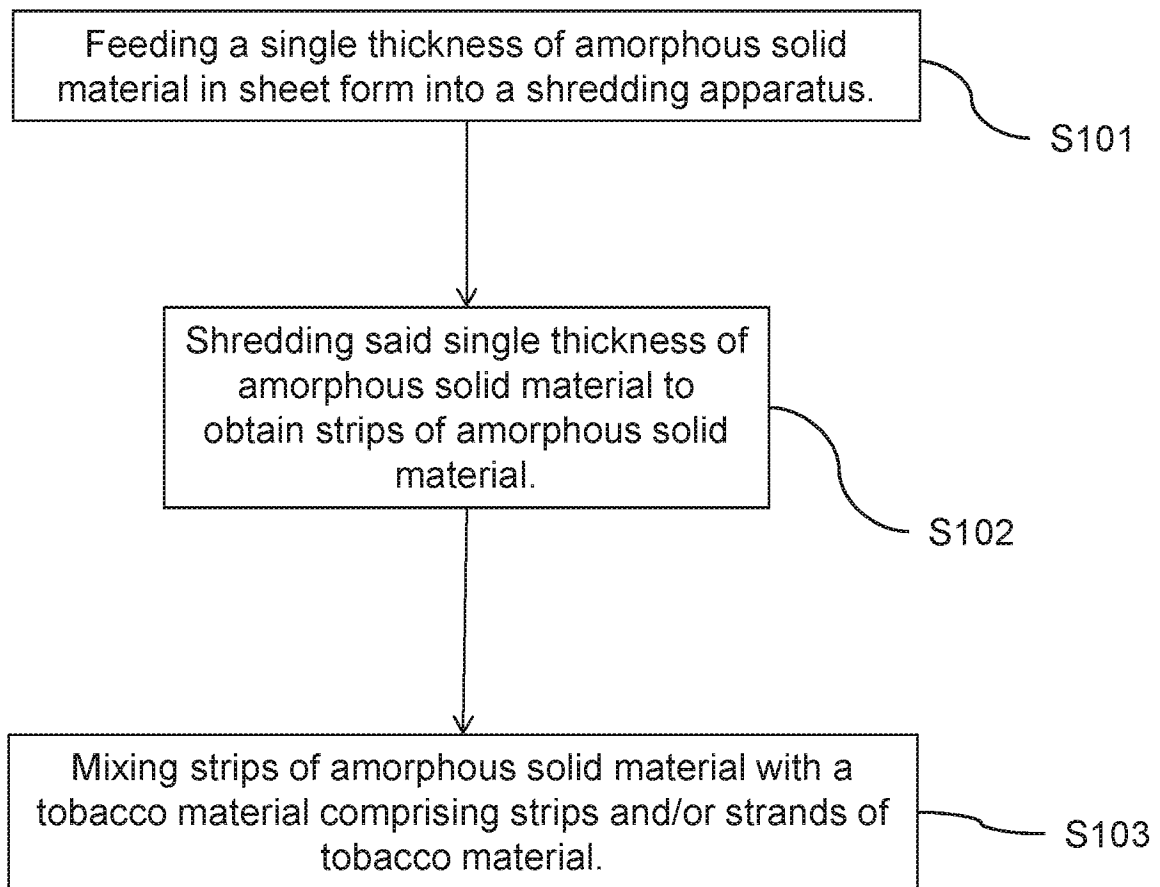 Feeding a single thickness of amorphous solid
material in sheet form into a shredding apparatus.
S101
Shredding said single thickness of
amorphous solid material to
obtain strips of amorphous solid
material.
S102
Mixing strips of amorphous solid material with a
tobacco material comprising strips and/or strands of
tobacco material.
S103